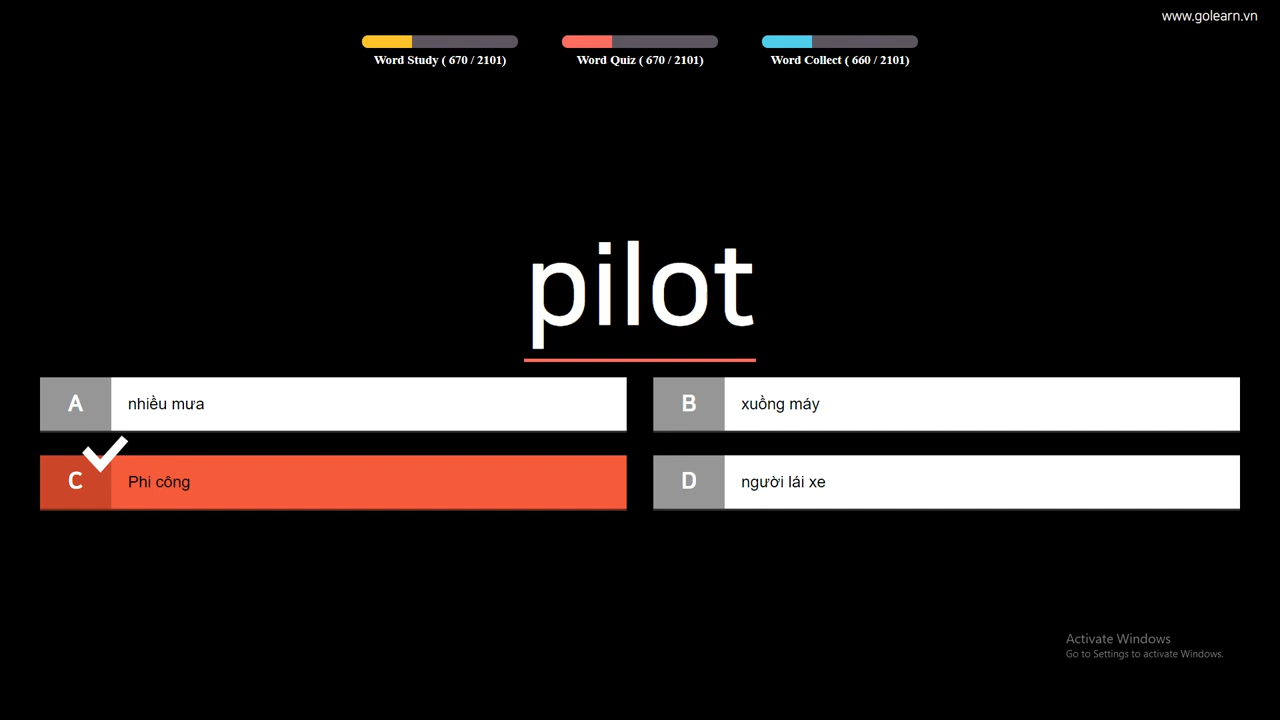 www.golearn.vn
Word Study ( 670 / 2101)
Word Quiz ( 670 / 2101)
Word Collect ( 660 / 2101)
pilot
A nhiều mưa
B xuồng máy
C Phi công
D người lái xe
Activate Windows
Go to Settings to activate Windows.